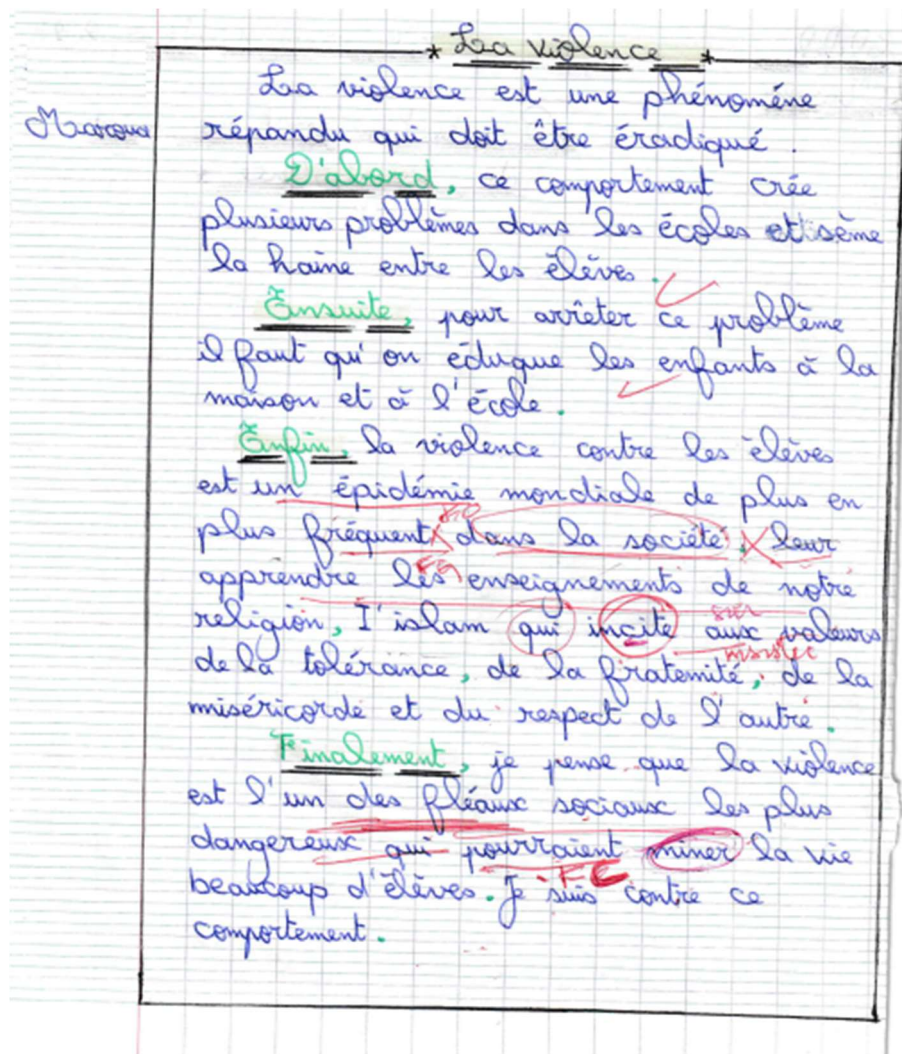 * La violence *
La violence est une phénoméne
Maroua
répandu qui doit être éradiqué.
D'abord, ce comportement crée
plusieurs problèmes dans les écoles et sème
la haine entre les élèves.
Ensuite, pour arrêter ce problème
il faut qu'on éduque les enfants à la
maison et à l'école.
Enfin, la violence contre les élèves
est un épidémie mondiale de plus en
plus fréquent dans la société, leur
apprendre les enseignements de notre
religion, I'islam qui incite aux valeurs
de la tolérance, de la fratemité, de la
miséricorde et du respect de l'autre.
Finalement, je pense que la violence
est l'un des fléaux sociaux les plus
dangereux qui pourraient miner la vie
beaucoup d'élèves. Je suis contre ce
comportement.